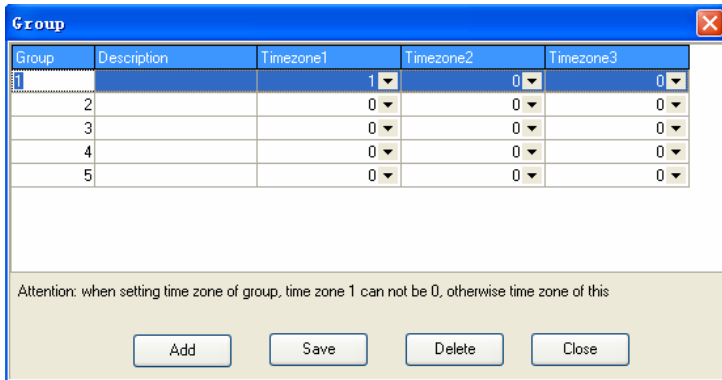 Group
Group Description Timezone1 Timezone2 Timezone3
1 1 0 0
2 0 0 0
3 0 0 0
4 0 0 0
5 0 0 0
Attention: when setting time zone of group, time zone 1 can not be 0, otherwise time zone of this
Add Save Delete Close